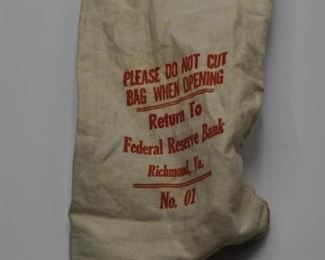 PLEASE DO NOT CUT
BAG WHEN OPENING
Return To
Federal Reserve Bank
Richmond, Va.
No. 01